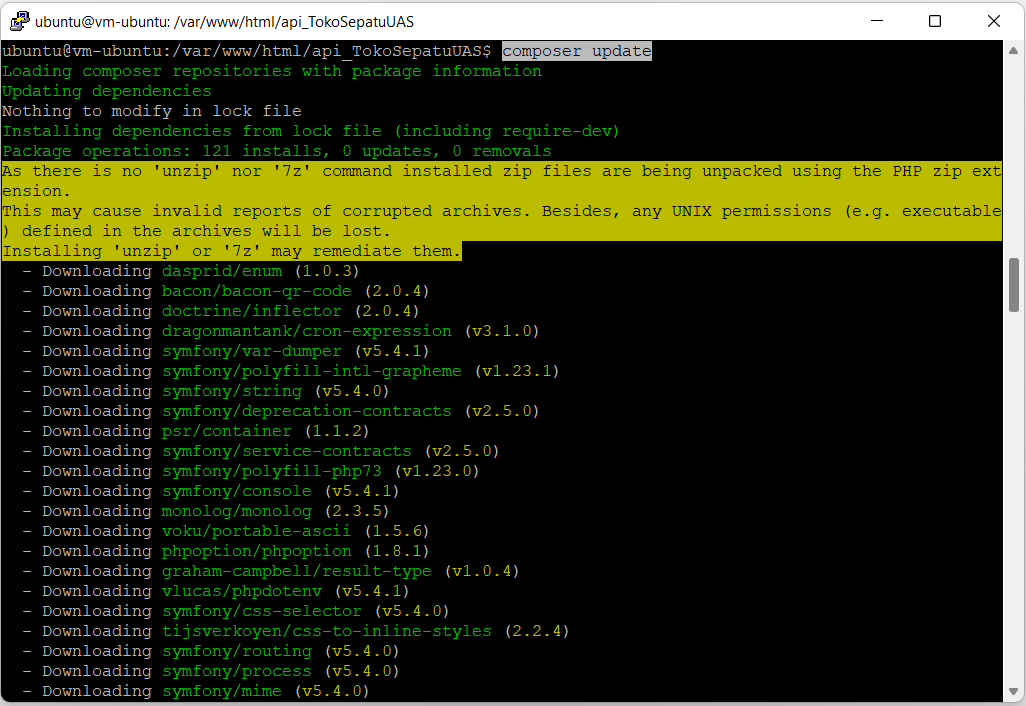 ubuntu@vm-ubuntu: /var/www/html/api_TokoSepatuUAS
ubuntu@vm-ubuntu:/var/www/html/api_TokoSepatuUAS$ composer update
Loading composer repositories with package information
Updating dependencies
Nothing to modify in lock file
Installing dependencies from lock file (including require-dev)
Package operations: 121 installs, 0 updates, 0 removals
As there is no 'unzip' nor '7z' command installed zip files are being unpacked using the PHP zip ext
ension.
This may cause invalid reports of corrupted archives. Besides, any UNIX permissions (e.g. executable
) defined in the archives will be lost.
Installing 'unzip' or '7z' may remediate them.
- Downloading dasprid/enum (1.0.3)
- Downloading bacon/bacon-qr-code (2.0.4)
- Downloading doctrine/inflector (2.0.4)
- Downloading dragonmantank/cron-expression (v3.1.0)
- Downloading symfony/var-dumper (v5.4.1)
- Downloading symfony/polyfill-intl-grapheme (v1.23.1)
- Downloading symfony/string (v5.4.0)
- Downloading symfony/deprecation-contracts (v2.5.0)
- Downloading psr/container (1.1.2)
- Downloading symfony/service-contracts (v2.5.0)
- Downloading symfony/polyfill-php73 (v1.23.0)
- Downloading symfony/console (v5.4.1)
- Downloading monolog/monolog (2.3.5)
- Downloading voku/portable-ascii (1.5.6)
- Downloading phpoption/phpoption (1.8.1)
- Downloading graham-campbell/result-type (v1.0.4)
- Downloading vlucas/phpdotenv (v5.4.1)
- Downloading symfony/css-selector (v5.4.0)
- Downloading tijsverkoyen/css-to-inline-styles (2.2.4)
- Downloading symfony/routing (v5.4.0)
- Downloading symfony/process (v5.4.0)
- Downloading symfony/mime (v5.4.0)